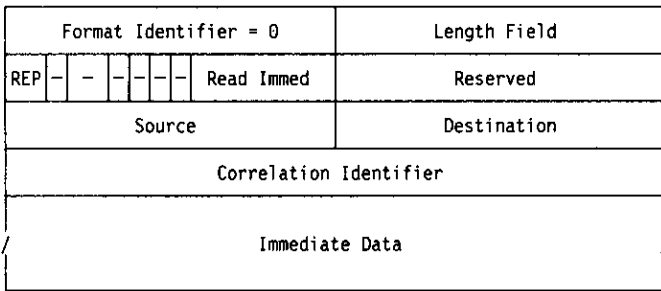 Format Identifier = 0 Length Field
REP - - - - - - Read Immed Reserved
Source Destination
Correlation Identifier
Immediate Data